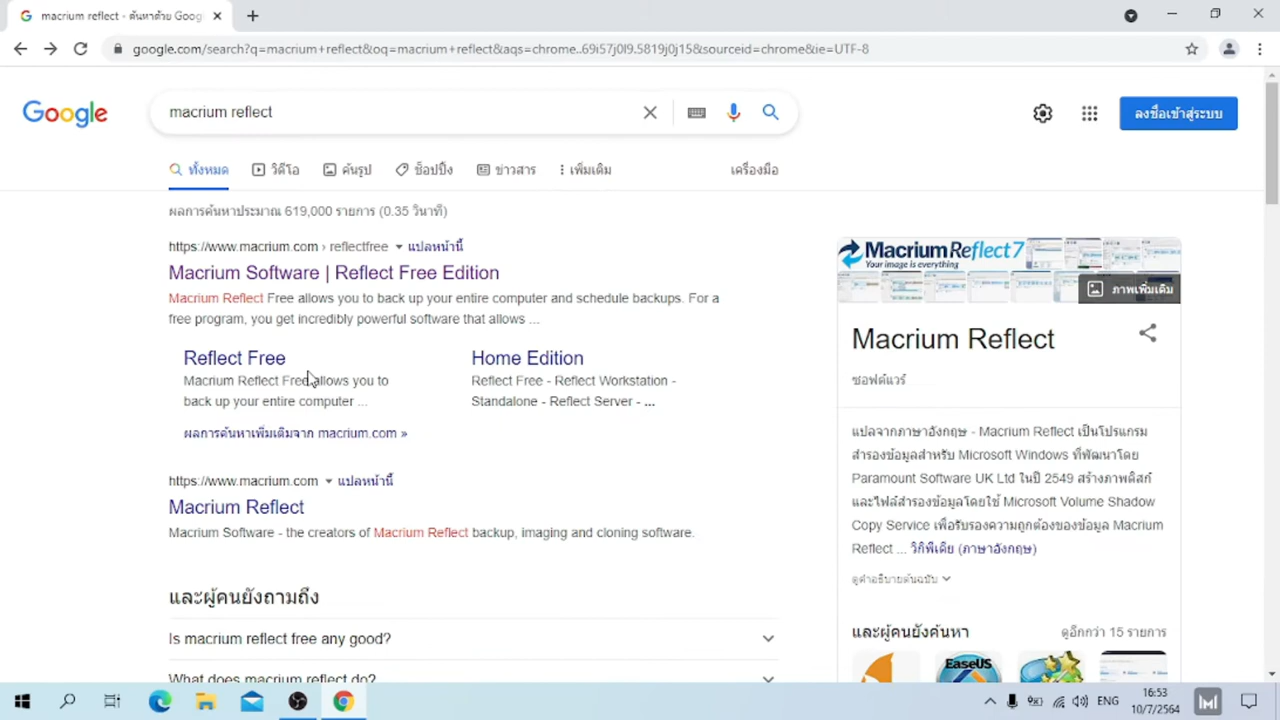 macrium reflect - ค้นหาด้วย Goog
google.com/search?q=macrium+reflect&oq=macrium+reflect&aqs=chrome..69i57j0l9.5819j0j15&sourceid=chrome&ie=UTF-8
Google
macrium reflect
ลงชื่อเข้าสู่ระบบ
ทั้งหมด
วิดีโอ
ค้นรูป
ช็อปปิ้ง
ข่าวสาร
เพิ่มเติม
เครื่องมือ
ผลการค้นหาประมาณ 619,000 รายการ (0.35 วินาที)
https://www.macrium.com › reflectfree แปลหน้านี้
Macrium Software | Reflect Free Edition
Macrium Reflect Free allows you to back up your entire computer and schedule backups. For a
free program, you get incredibly powerful software that allows ...
Reflect Free
Macrium Reflect Free allows you to
back up your entire computer ...
Home Edition
Reflect Free - Reflect Workstation -
Standalone - Reflect Server - ...
ผลการค้นหาเพิ่มเติมจาก macrium.com »
https://www.macrium.com แปลหน้านี้
Macrium Reflect
Macrium Software - the creators of Macrium Reflect backup, imaging and cloning software.
และผู้คนยังถามถึง
Is macrium reflect free any good?
What does macrium reflect do?
MacriumReflect 7
Your image is everything
ภาพเพิ่มเติม
Macrium Reflect
ซอฟต์แวร์
แปลจากภาษาอังกฤษ - Macrium Reflect เป็นโปรแกรม
สำรองข้อมูลสำหรับ Microsoft Windows ที่พัฒนาโดย
Paramount Software UK Ltd ในปี 2549 สร้างภาพดิสก์
และไฟล์สำรองข้อมูลโดยใช้ Microsoft Volume Shadow
Copy Service เพื่อรับรองความถูกต้องของข้อมูล Macrium
Reflect ... วิกิพีเดีย (ภาษาอังกฤษ)
ดูคำอธิบายต้นฉบับ
และผู้คนยังค้นหา
ดูอีกกว่า 15 รายการ
EaseUS
ENG
16:53
10/7/2564